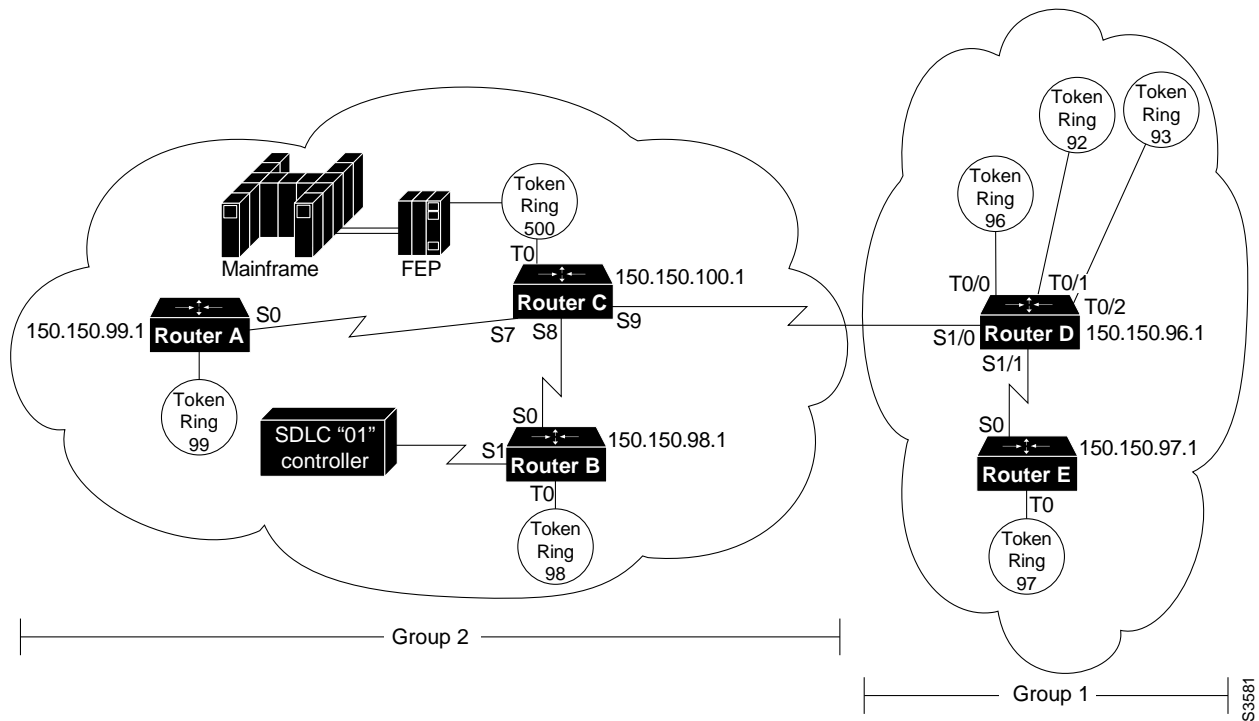 Token
Ring
92
Token
Ring
93
Token
Ring
96
Token
Ring
500
Mainframe
FEP
T0
150.150.100.1
T0/0
T0/1
T0/2
150.150.99.1
Router A
S0
Router C
S7
S8
S9
S1/0
Router D
150.150.96.1
S1/1
Token
Ring
99
SDLC “01”
controller
S0
S1
Router B
150.150.98.1
T0
Token
Ring
98
S0
150.150.97.1
Router E
T0
Token
Ring
97
Group 2
Group 1
S3581